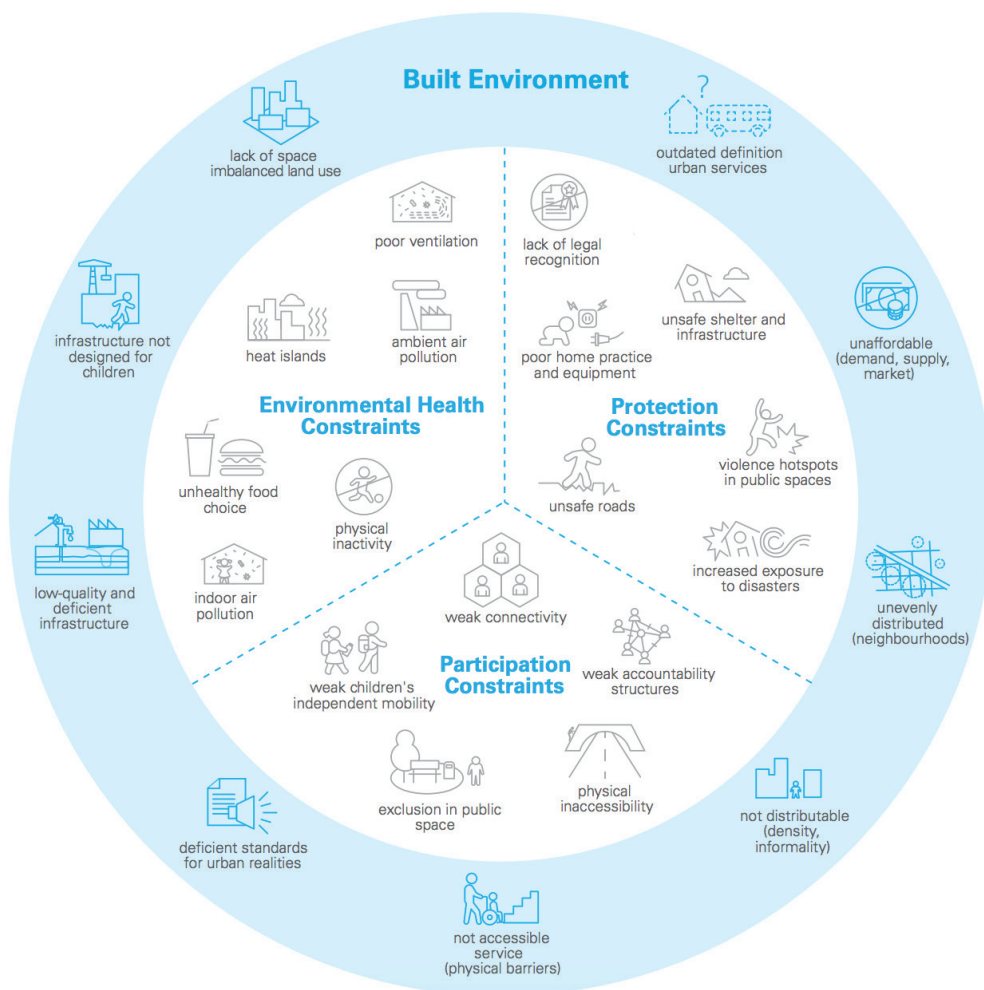 Built Environment
?
lack of space
imbalanced land use
outdated definition
urban services
poor ventilation
lack of legal
recognition
infrastructure not
designed for
children
heat islands
ambient air
pollution
poor home practice
and equipment
unsafe shelter and
infrastructure
unaffordable
(demand, supply,
market)
Environmental Health
Constraints
Protection
Constraints
unhealthy food
choice
physical
inactivity
unsafe roads
violence hotspots
in public spaces
low-quality and
deficient
infrastructure
indoor air
pollution
weak connectivity
increased exposure
to disasters
unevenly
distributed
(neighbourhoods)
weak children's
independent mobility
Participation
Constraints
weak accountability
structures
exclusion in public
space
physical
inaccessibility
deficient standards
for urban realities
not distributable
(density,
informality)
not accessible
service
(physical barriers)